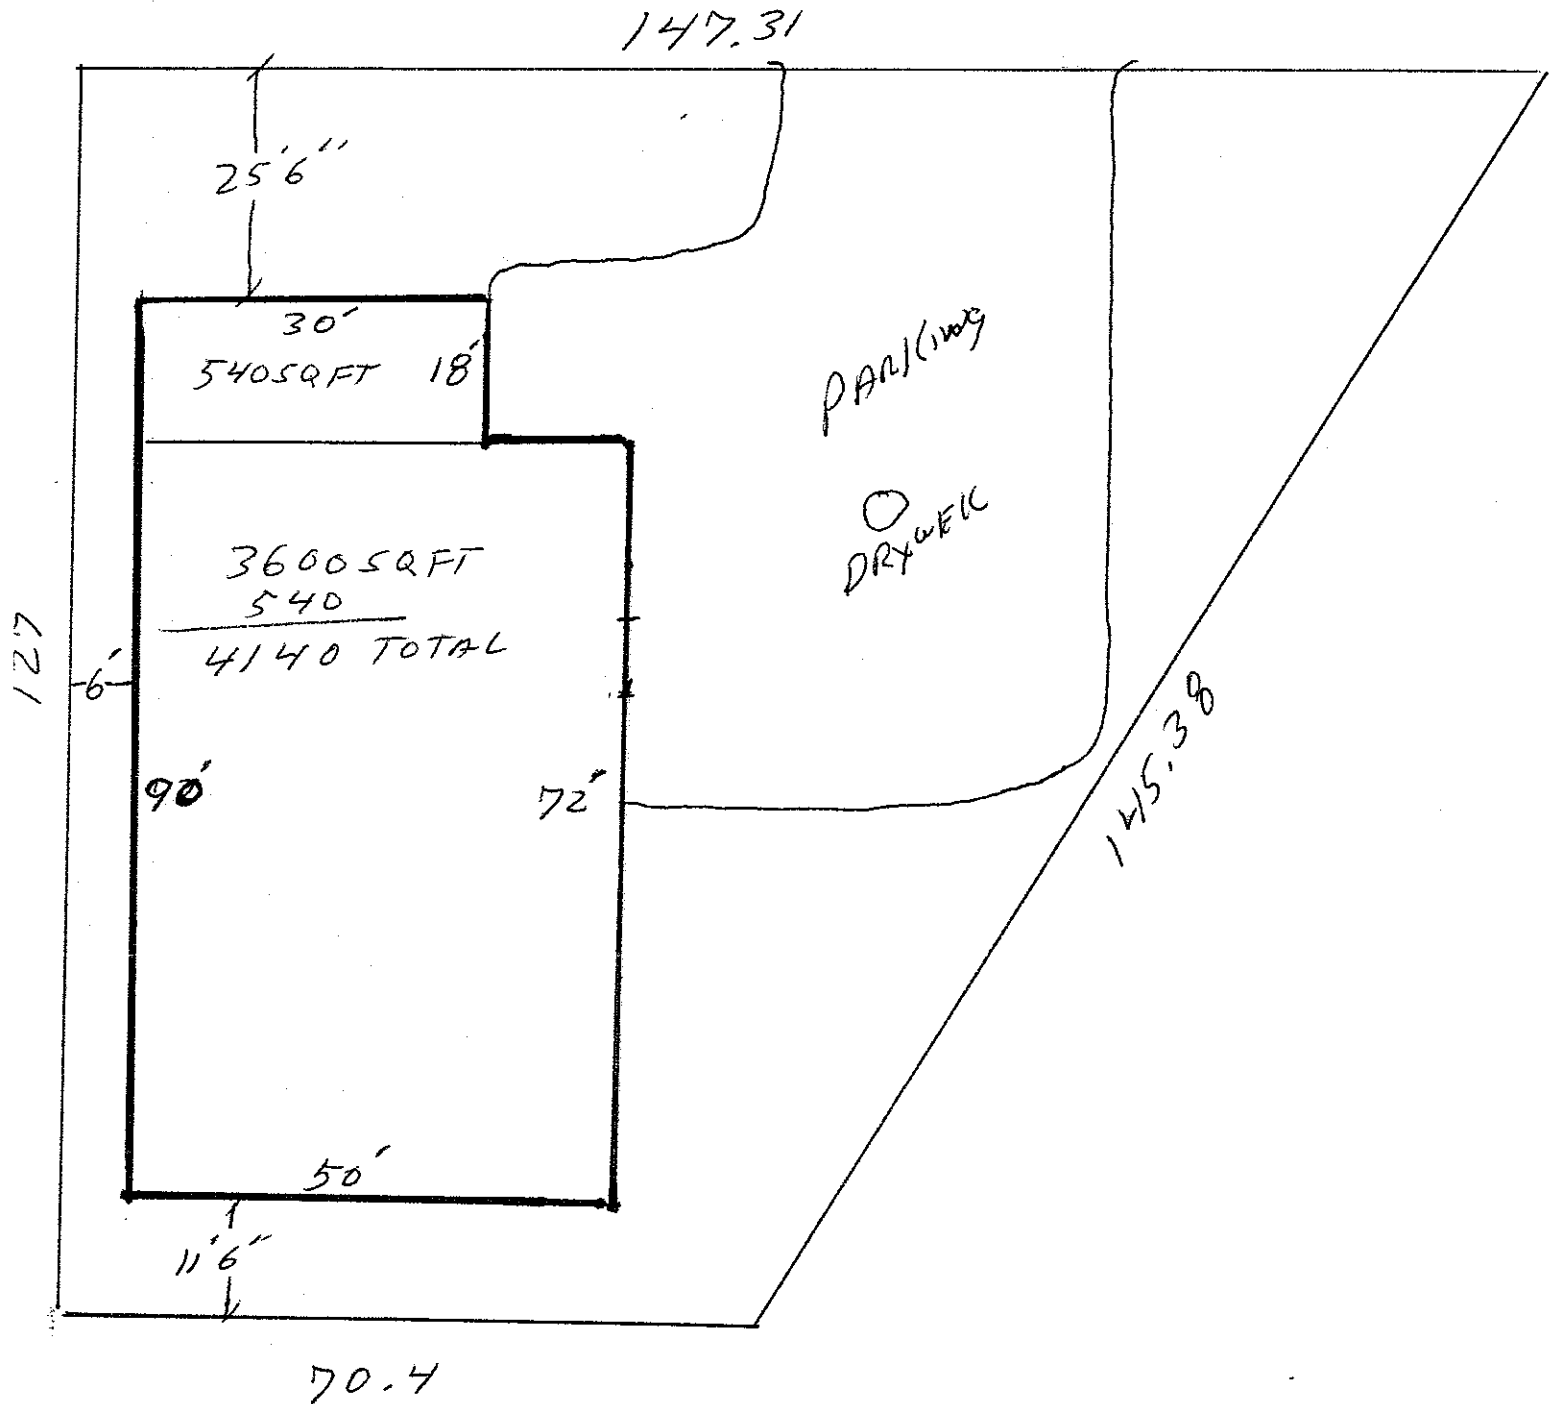 147.31
25'6"
30'
540SQFT 18'
PARKING
DRYWELL
3600SQFT
540
4140 TOTAL
127
6'
90'
72'
145.38
50'
11'6"
70.4